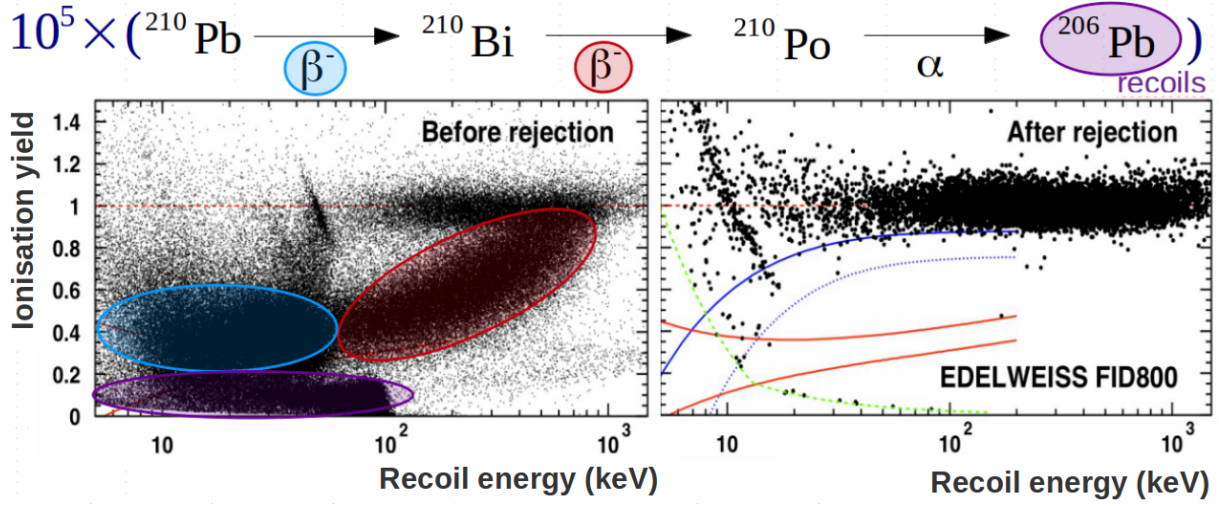 10⁵ × ( ²¹⁰Pb → ²¹⁰Bi → ²¹⁰Po → ²⁰⁶Pb )
β⁻ β⁻ α
recoils
Ionisation yield
1.4
1.2
1
0.8
0.6
0.4
0.2
0
Before rejection
After rejection
EDELWEISS FID800
10 10² 10³
10 10² 10³
Recoil energy (keV)
Recoil energy (keV)